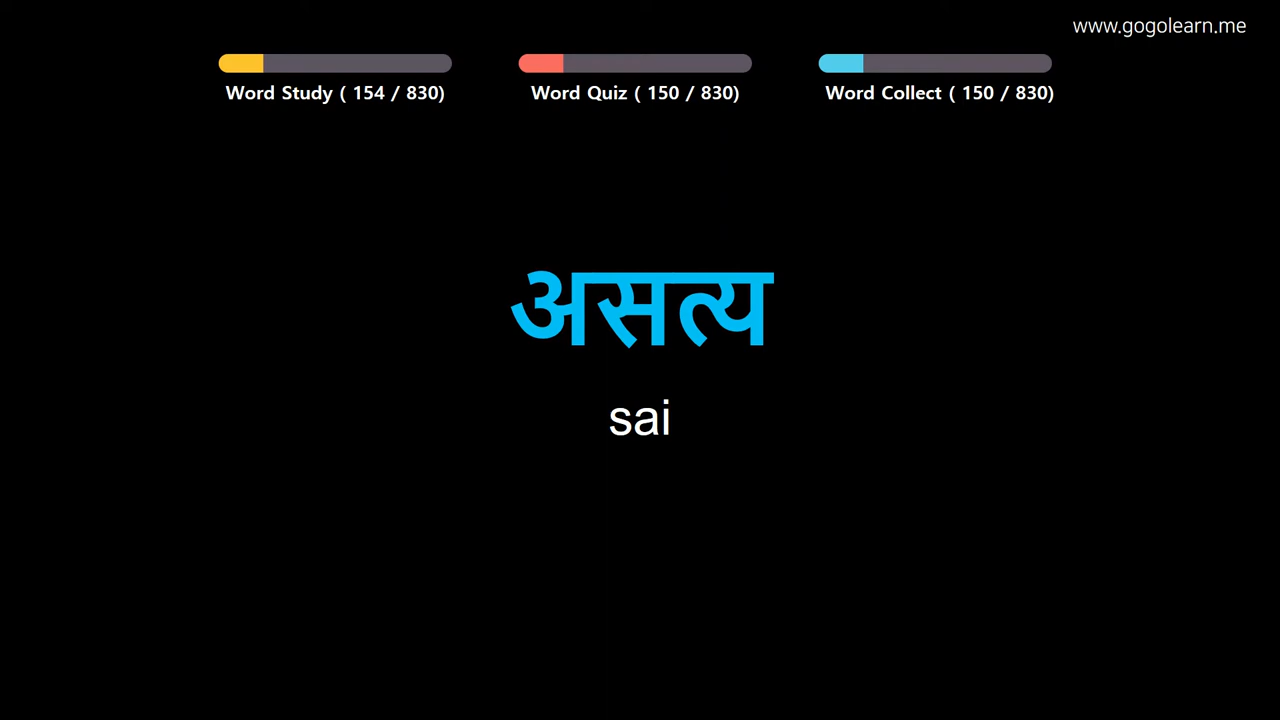 www.gogolearn.me
Word Study ( 154 / 830)
Word Quiz ( 150 / 830)
Word Collect ( 150 / 830)
असत्य
sai